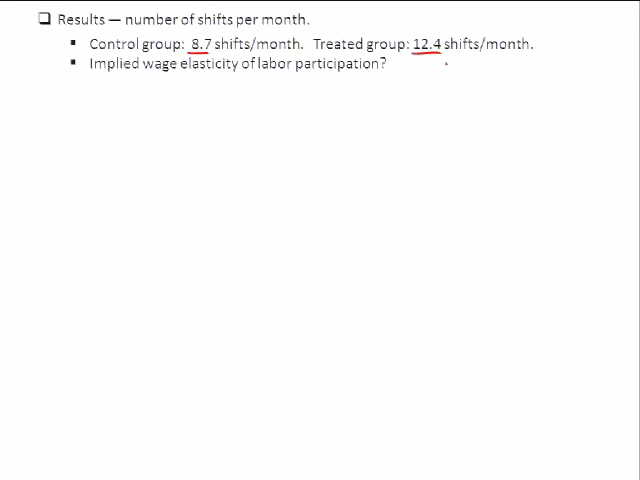 ❑ Results — number of shifts per month.
▪ Control group: 8.7 shifts/month. Treated group: 12.4 shifts/month.
▪ Implied wage elasticity of labor participation?